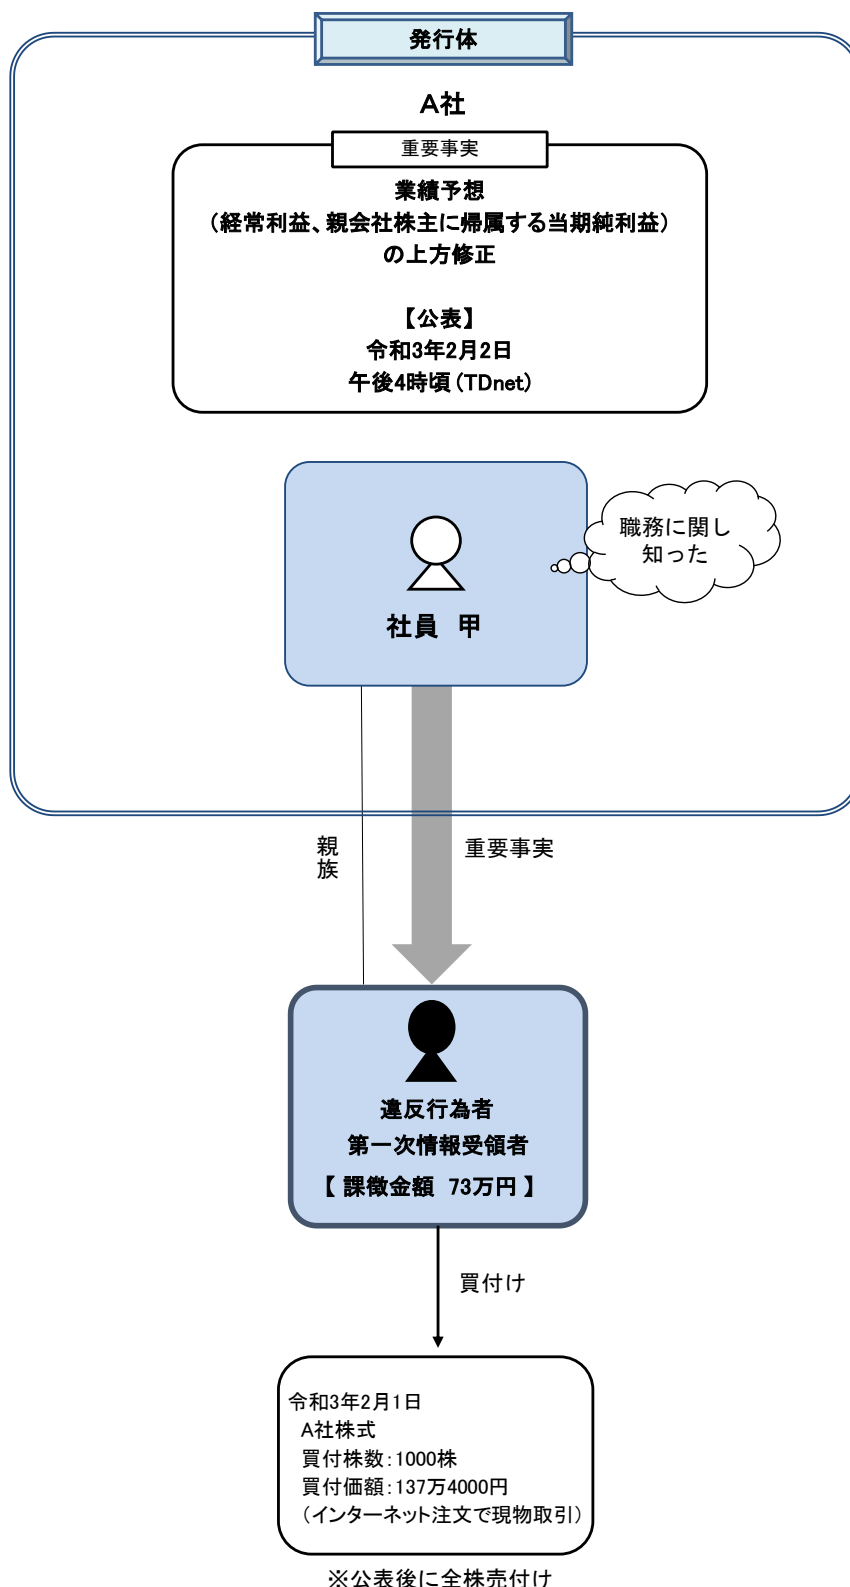 発行体
A社
重要事実
業績予想
（経常利益、親会社株主に帰属する当期純利益）
の上方修正
【公表】
令和3年2月2日
午後4時頃（TDnet）
職務に関し
知った
社員　甲
親族
重要事実
違反行為者
第一次情報受領者
【 課徴金額 73万円 】
買付け
令和3年2月1日
A社株式
買付株数：1000株
買付価額：137万4000円
（インターネット注文で現物取引）
※公表後に全株売付け